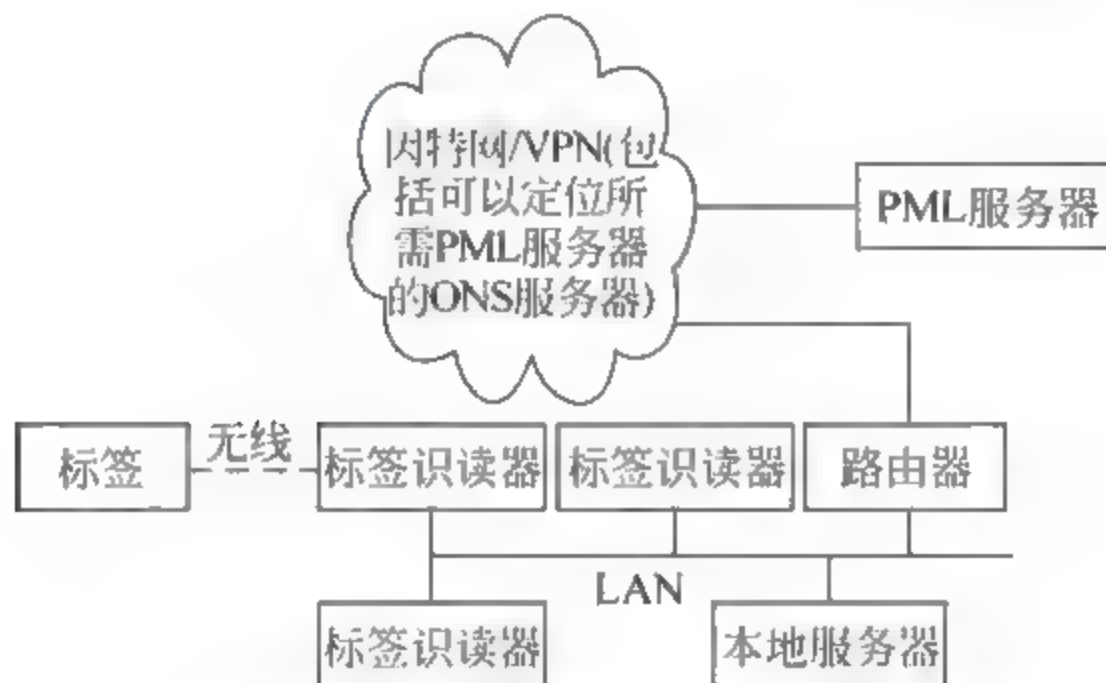 因特网/VPN(包
括可以定位所
需PML服务器
的ONS服务器)
PML服务器
标签
无线
标签识读器
标签识读器
路由器
LAN
标签识读器
本地服务器